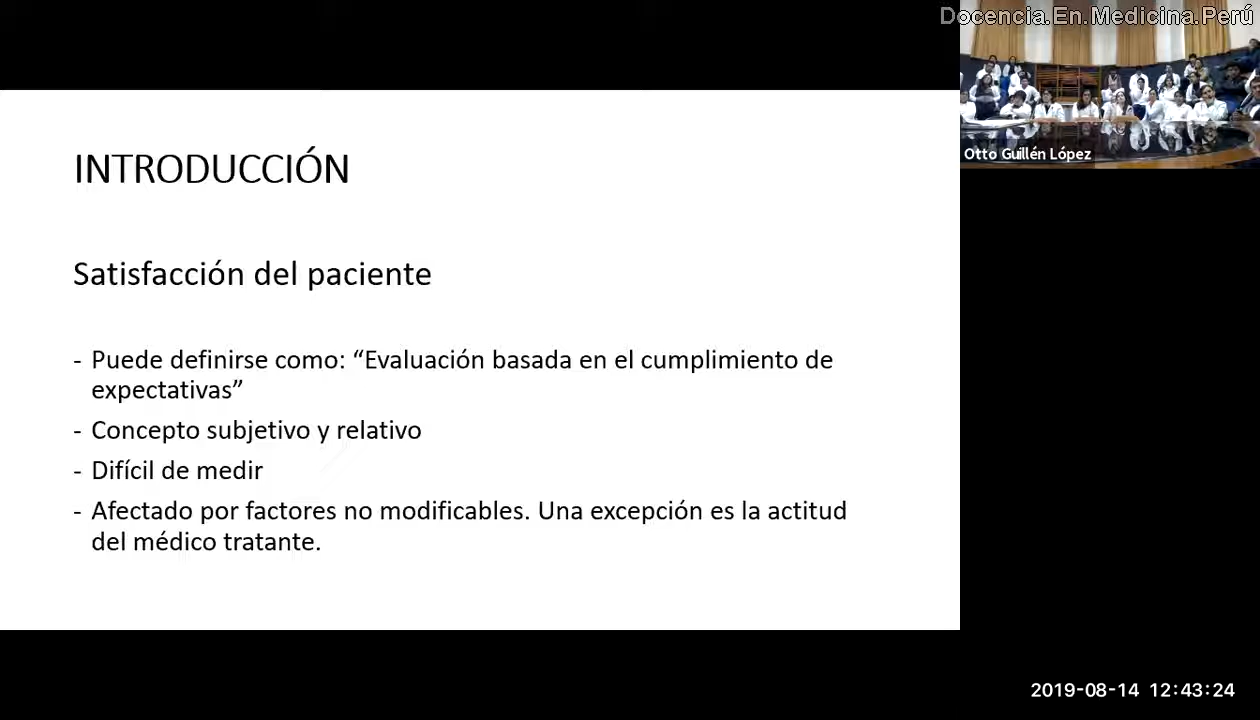 Docencia.En.Medicina.Perú
Otto Guillén López
INTRODUCCIÓN
Satisfacción del paciente
- Puede definirse como: “Evaluación basada en el cumplimiento de
expectativas”
- Concepto subjetivo y relativo
- Difícil de medir
- Afectado por factores no modificables. Una excepción es la actitud
del médico tratante.
2019-08-14 12:43:24